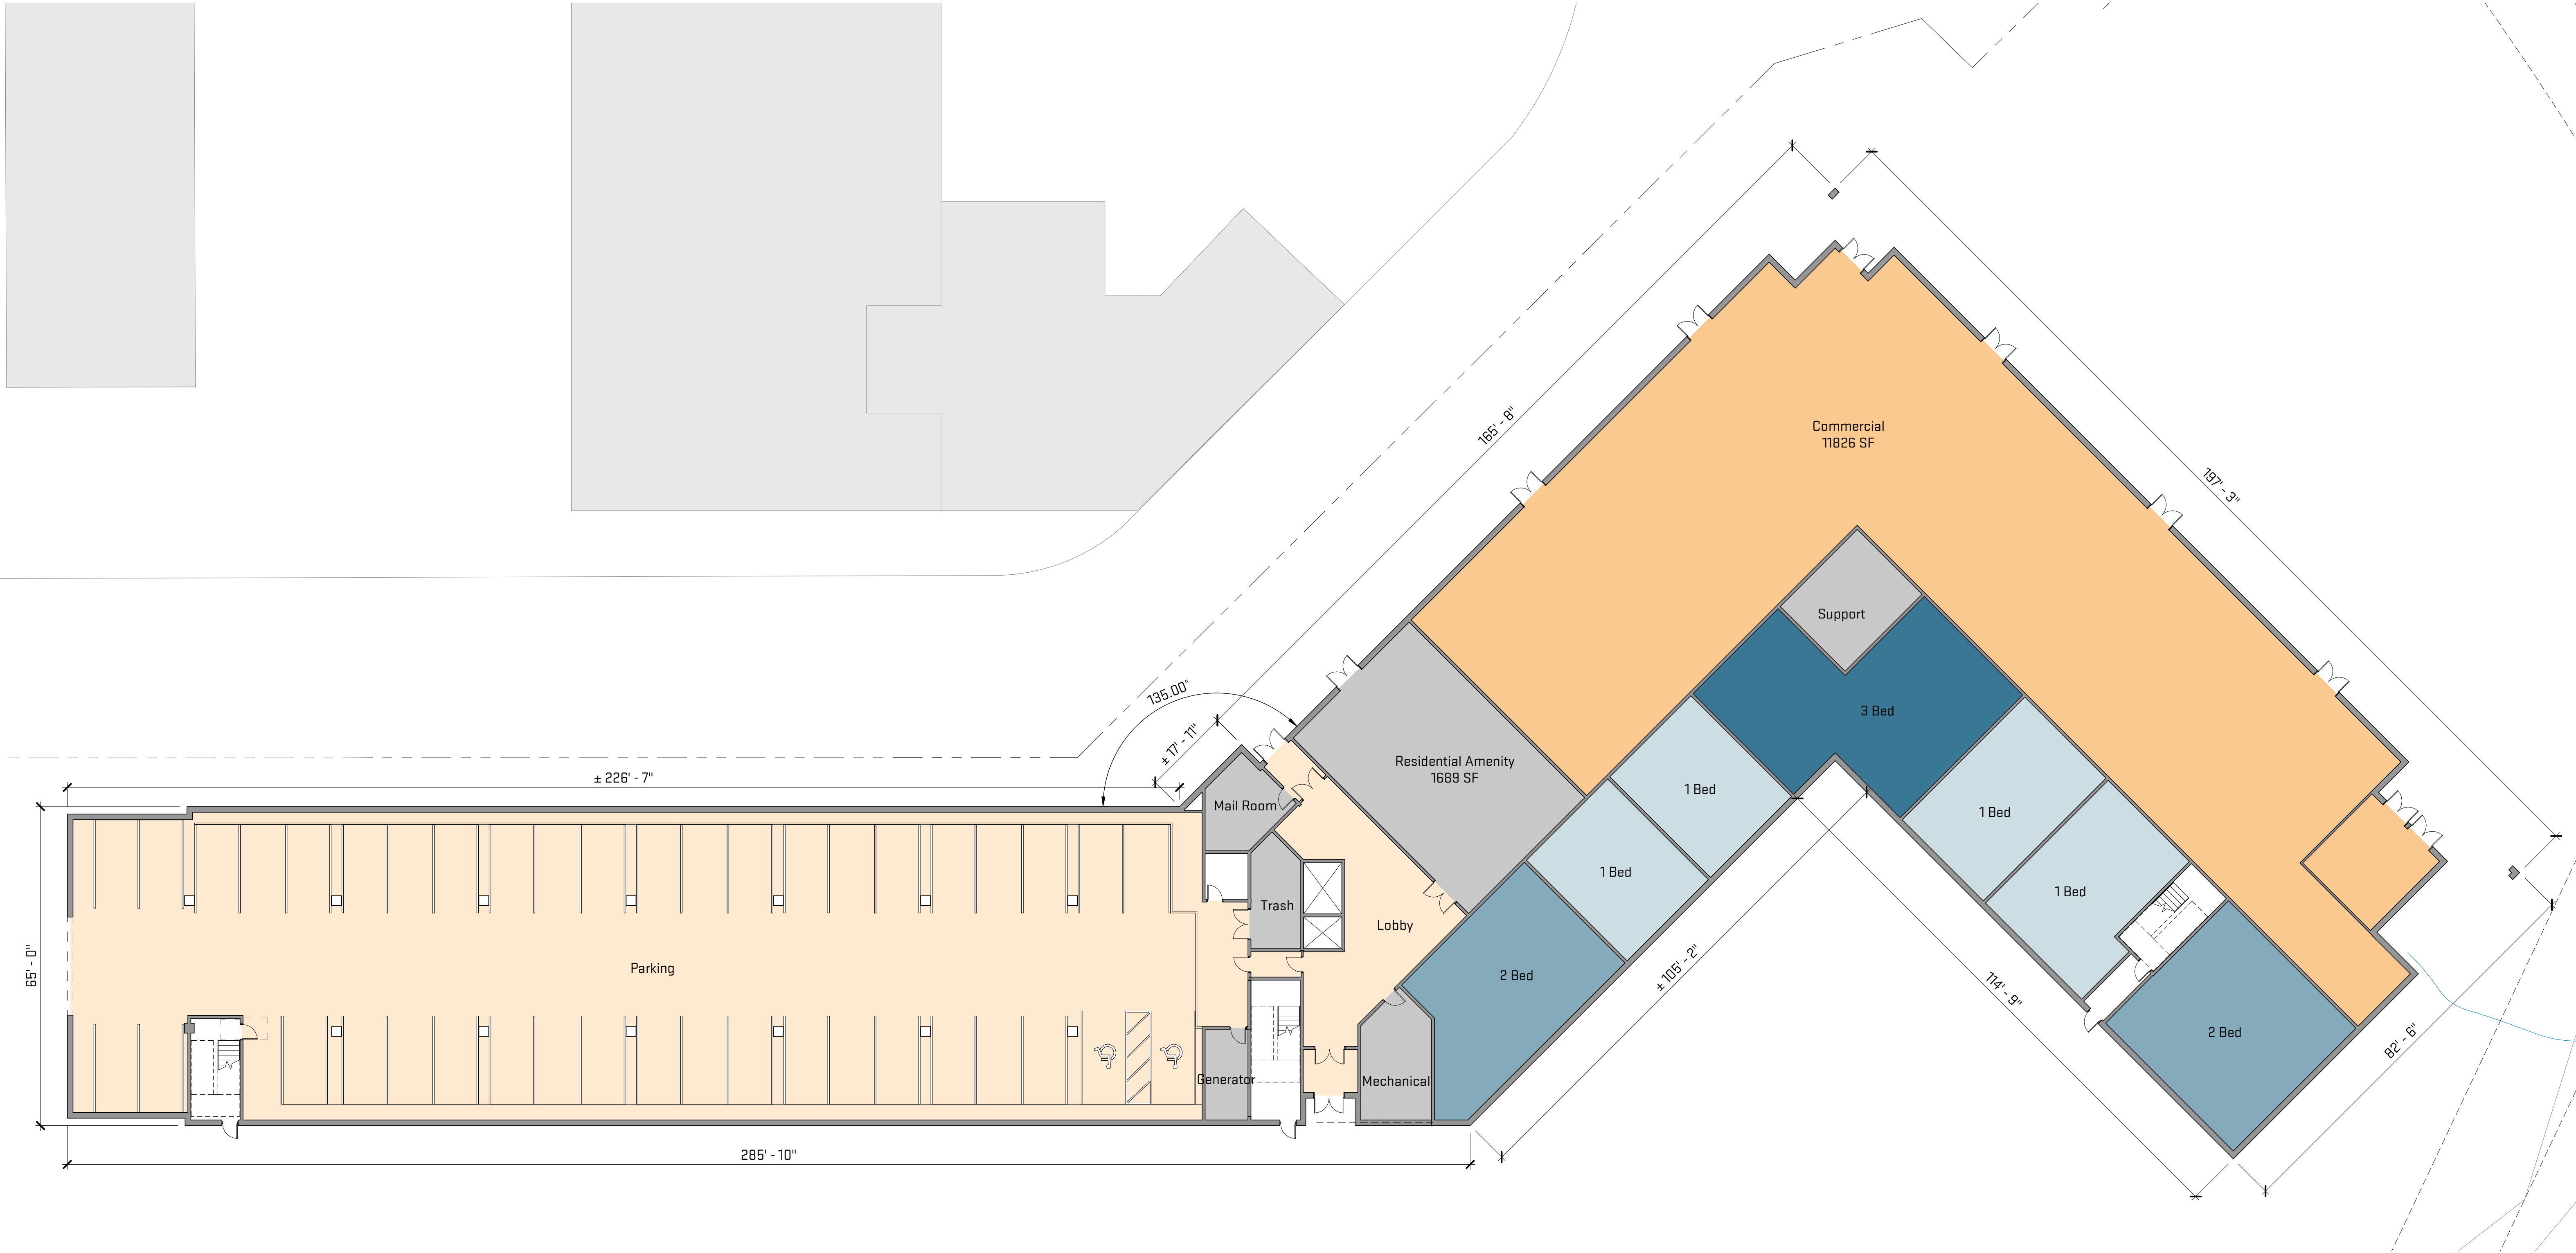 165' - 8"
197' - 3"
Commercial
11826 SF
Support
3 Bed
135.00°
± 17' - 11"
± 226' - 7"
Residential Amenity
1689 SF
1 Bed
1 Bed
Mail Room
1 Bed
1 Bed
Trash
Lobby
65' - 0"
Parking
2 Bed
± 105' - 2"
114' - 9"
2 Bed
82' - 6"
Generator
Mechanical
285' - 10"